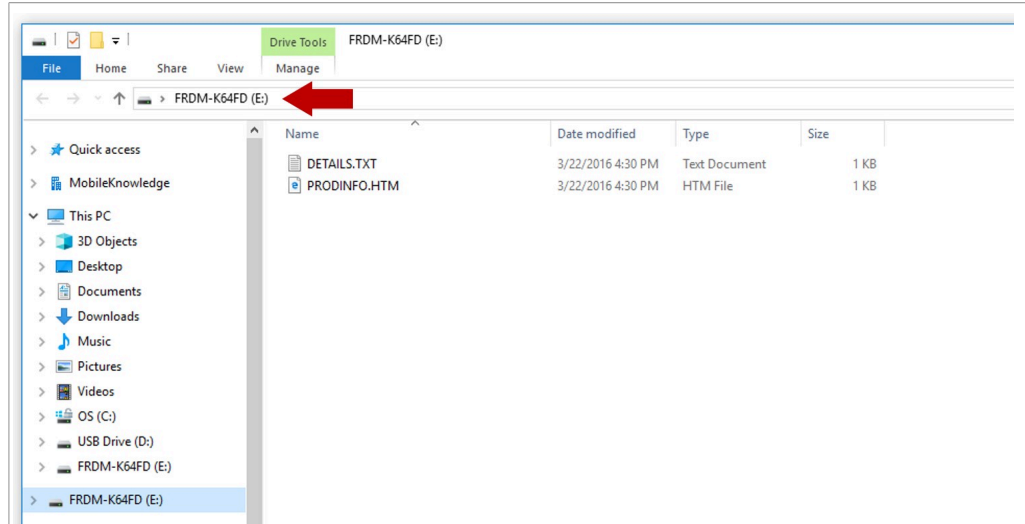 Drive Tools FRDM-K64FD (E:)
File Home Share View Manage
FRDM-K64FD (E:)
Name Date modified Type Size
Quick access
MobileKnowledge
This PC
3D Objects
Desktop
Documents
Downloads
Music
Pictures
Videos
OS (C:)
USB Drive (D:)
FRDM-K64FD (E:)
FRDM-K64FD (E:)
DETAILS.TXT 3/22/2016 4:30 PM Text Document 1 KB
PRODINFO.HTM 3/22/2016 4:30 PM HTM File 1 KB